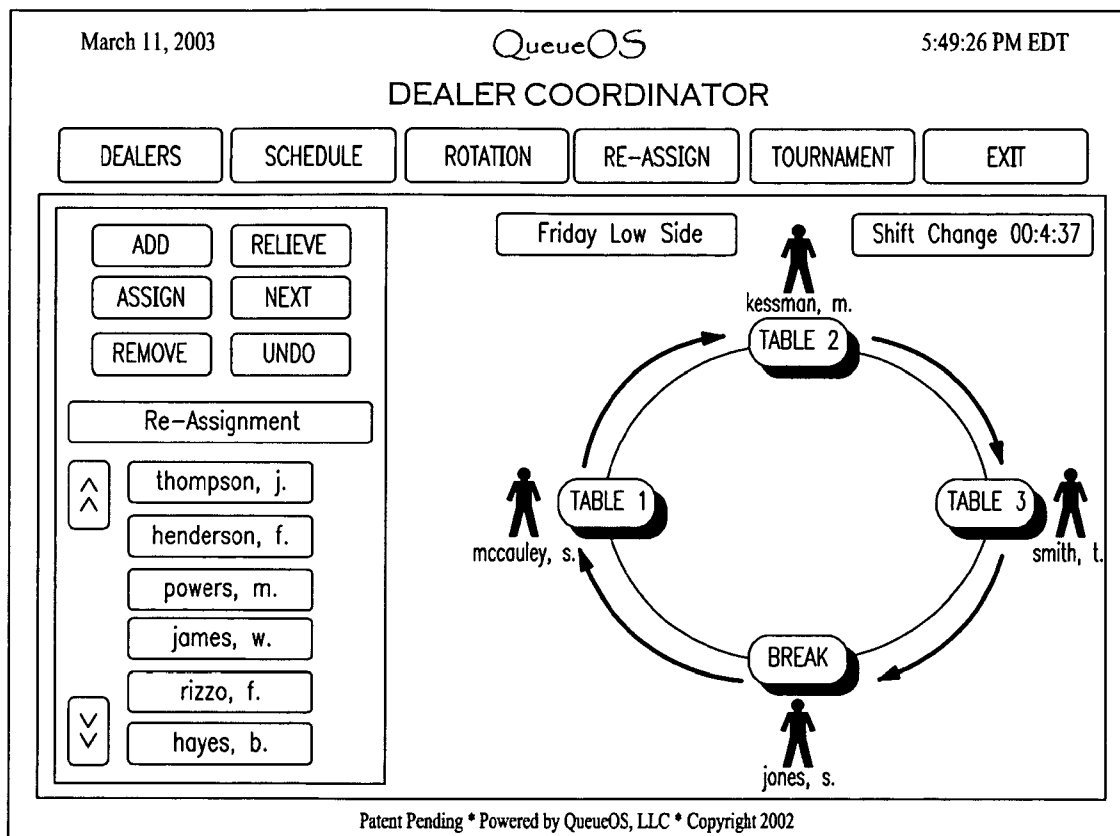 March 11, 2003
QueueOS
5:49:26 PM EDT
DEALER COORDINATOR
DEALERS
SCHEDULE
ROTATION
RE-ASSIGN
TOURNAMENT
EXIT
ADD
RELIEVE
ASSIGN
NEXT
REMOVE
UNDO
Re-Assignment
thompson, j.
henderson, f.
powers, m.
james, w.
rizzo, f.
hayes, b.
Friday Low Side
Shift Change 00:4:37
kessman, m.
TABLE 2
TABLE 1
mccauley, s.
TABLE 3
smith, t.
BREAK
jones, s.
Patent Pending * Powered by QueueOS, LLC * Copyright 2002